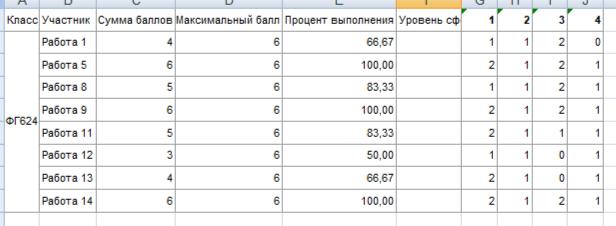 Класс Участник Сумма баллов Максимальный балл Процент выполнения Уровень сф 1 2 3 4
Работа 1 4 6 66,67 1 1 2 0
Работа 5 6 6 100,00 2 1 2 1
Работа 8 5 6 83,33 1 1 2 1
Работа 9 6 6 100,00 2 1 2 1
ФГ624
Работа 11 5 6 83,33 2 1 1 1
Работа 12 3 6 50,00 1 1 0 1
Работа 13 4 6 66,67 2 1 0 1
Работа 14 6 6 100,00 2 1 2 1